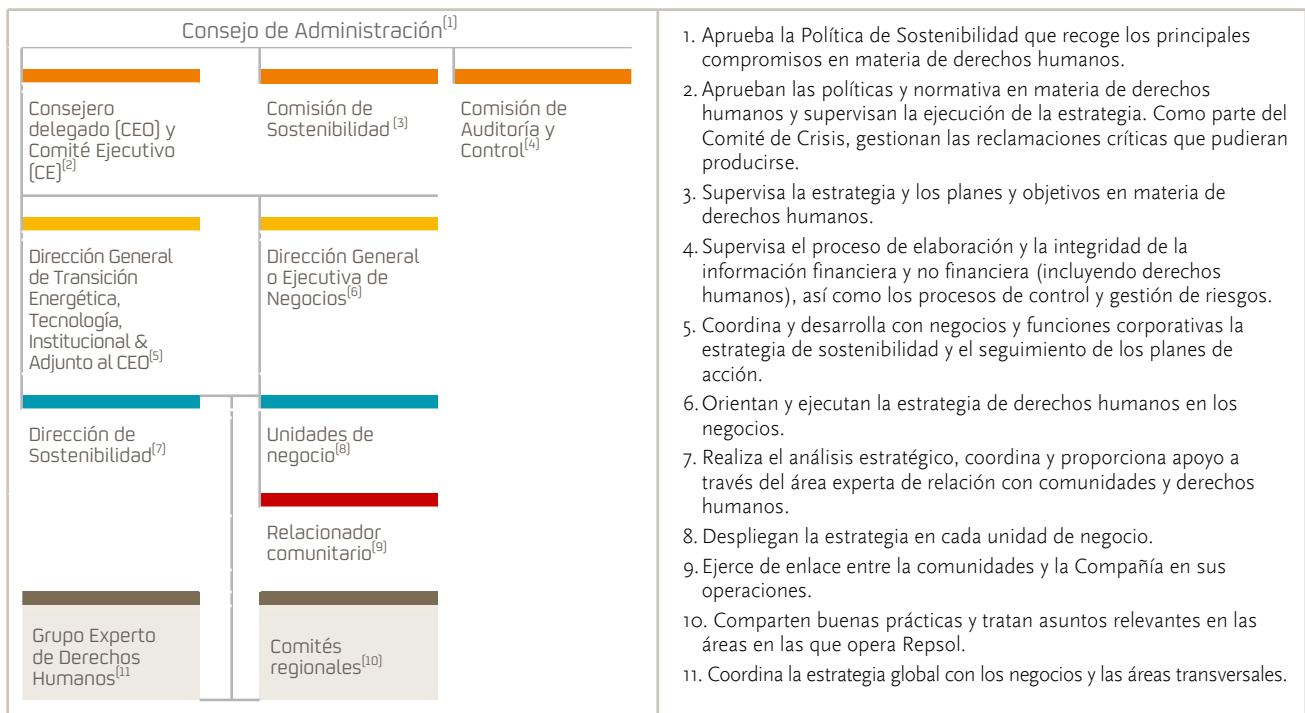 Consejo de Administración(1)
Consejero
delegado (CEO) y
Comité Ejecutivo
(CE)(2)
Comisión de
Sostenibilidad (3)
Comisión de
Auditoría y
Control(4)
Dirección General
de Transición
Energética,
Tecnología,
Institucional &
Adjunto al CEO(5)
Dirección General
o Ejecutiva de
Negocios(6)
Dirección de
Sostenibilidad(7)
Unidades de
negocio(8)
Relacionador
comunitario(9)
Grupo Experto
de Derechos
Humanos(11
Comités
regionales(10)
1. Aprueba la Política de Sostenibilidad que recoge los principales
compromisos en materia de derechos humanos.
2. Aprueban las políticas y normativa en materia de derechos
humanos y supervisan la ejecución de la estrategia. Como parte del
Comité de Crisis, gestionan las reclamaciones críticas que pudieran
producirse.
3. Supervisa la estrategia y los planes y objetivos en materia de
derechos humanos.
4. Supervisa el proceso de elaboración y la integridad de la
información financiera y no financiera (incluyendo derechos
humanos), así como los procesos de control y gestión de riesgos.
5. Coordina y desarrolla con negocios y funciones corporativas la
estrategia de sostenibilidad y el seguimiento de los planes de
acción.
6. Orientan y ejecutan la estrategia de derechos humanos en los
negocios.
7. Realiza el análisis estratégico, coordina y proporciona apoyo a
través del área experta de relación con comunidades y derechos
humanos.
8. Despliegan la estrategia en cada unidad de negocio.
9. Ejerce de enlace entre la comunidades y la Compañía en sus
operaciones.
10. Comparten buenas prácticas y tratan asuntos relevantes en las
áreas en las que opera Repsol.
11. Coordina la estrategia global con los negocios y las áreas transversales.